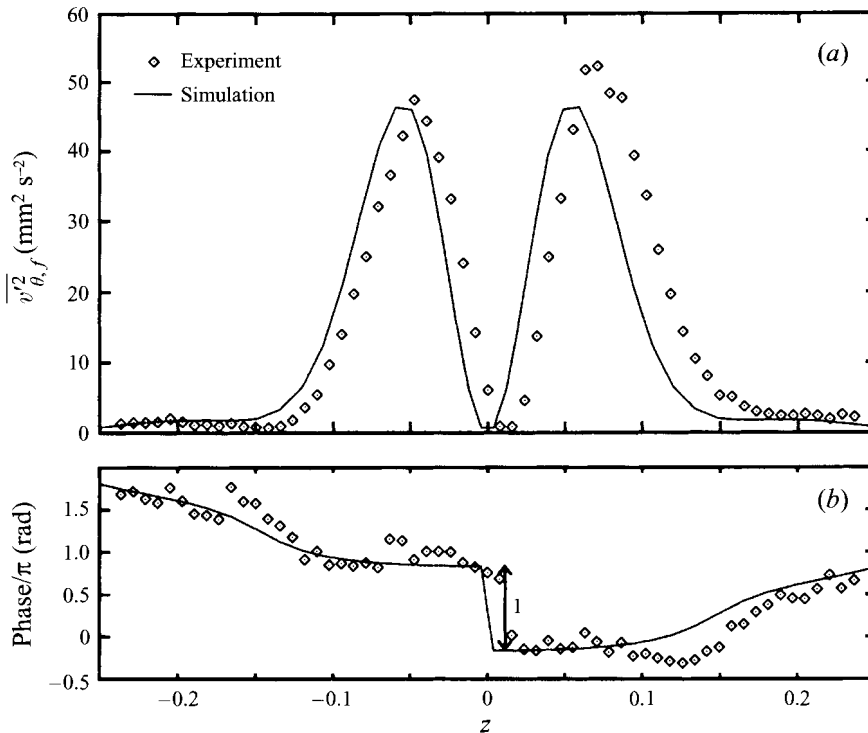 60
50
40
30
20
10
0
Experiment
Simulation
(a)
v'²θ,f (mm² s⁻²)
1.5
1.0
0.5
0
−0.5
(b)
Phase/π (rad)
1
−0.2
−0.1
0
0.1
0.2
z